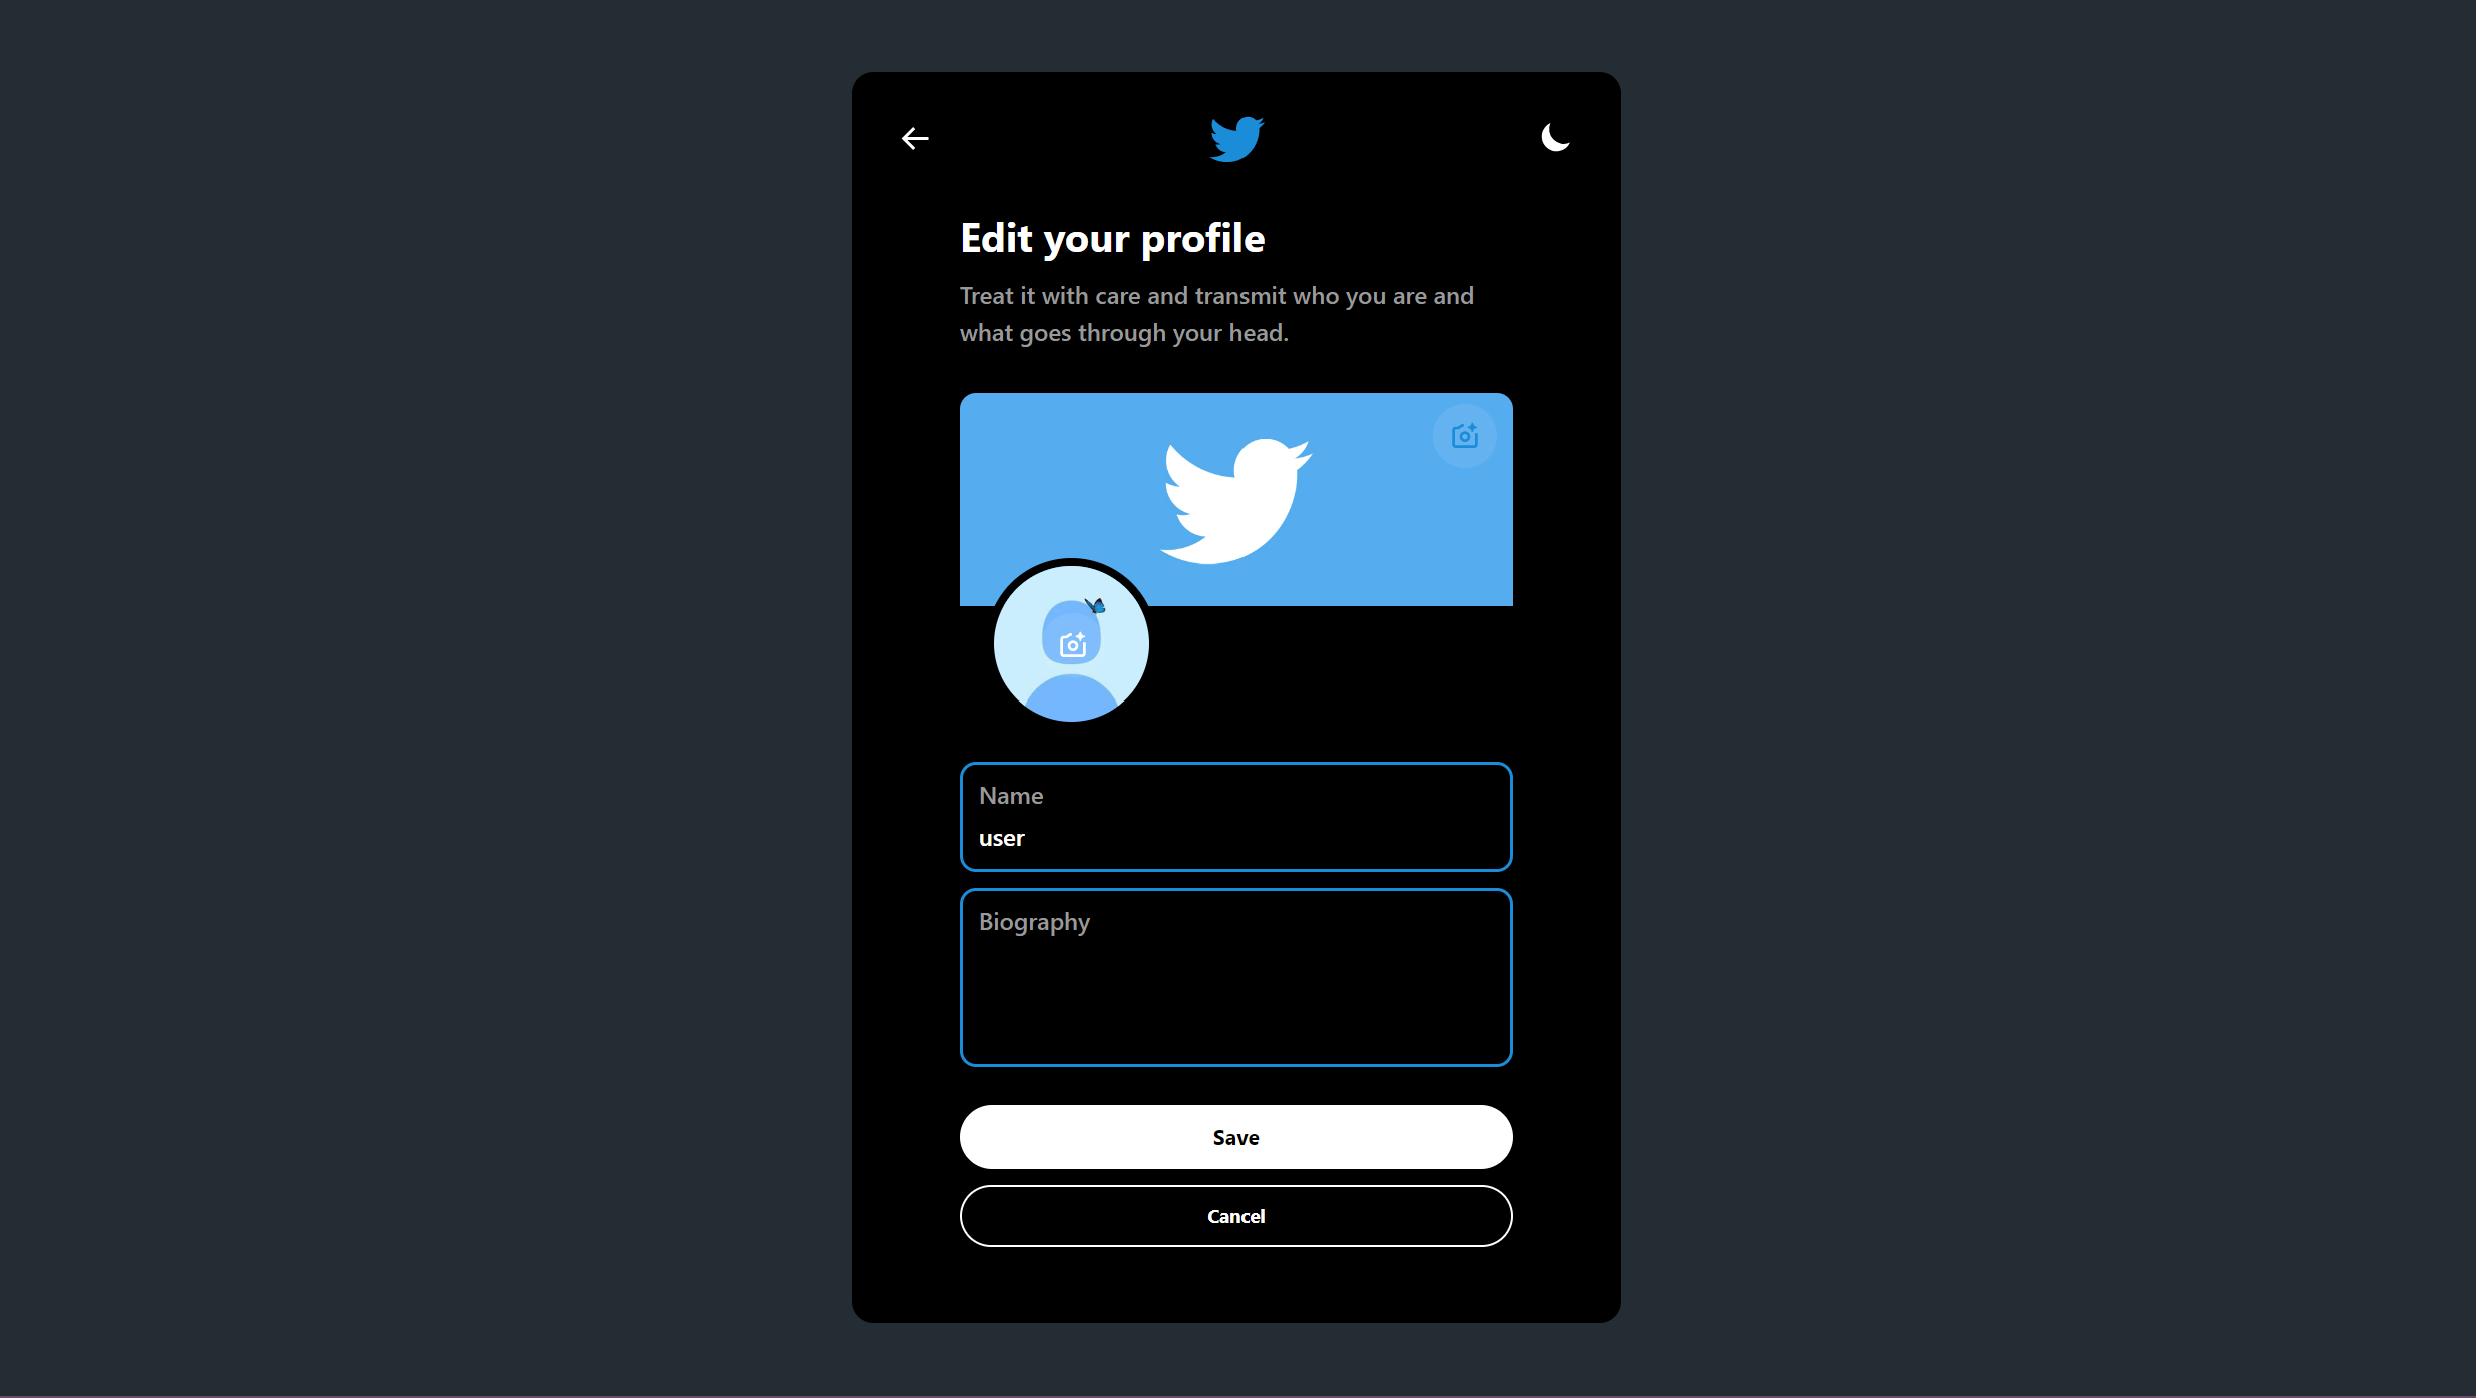 Edit your profile
Treat it with care and transmit who you are and
what goes through your head.
Name
user
Biography
Save
Cancel